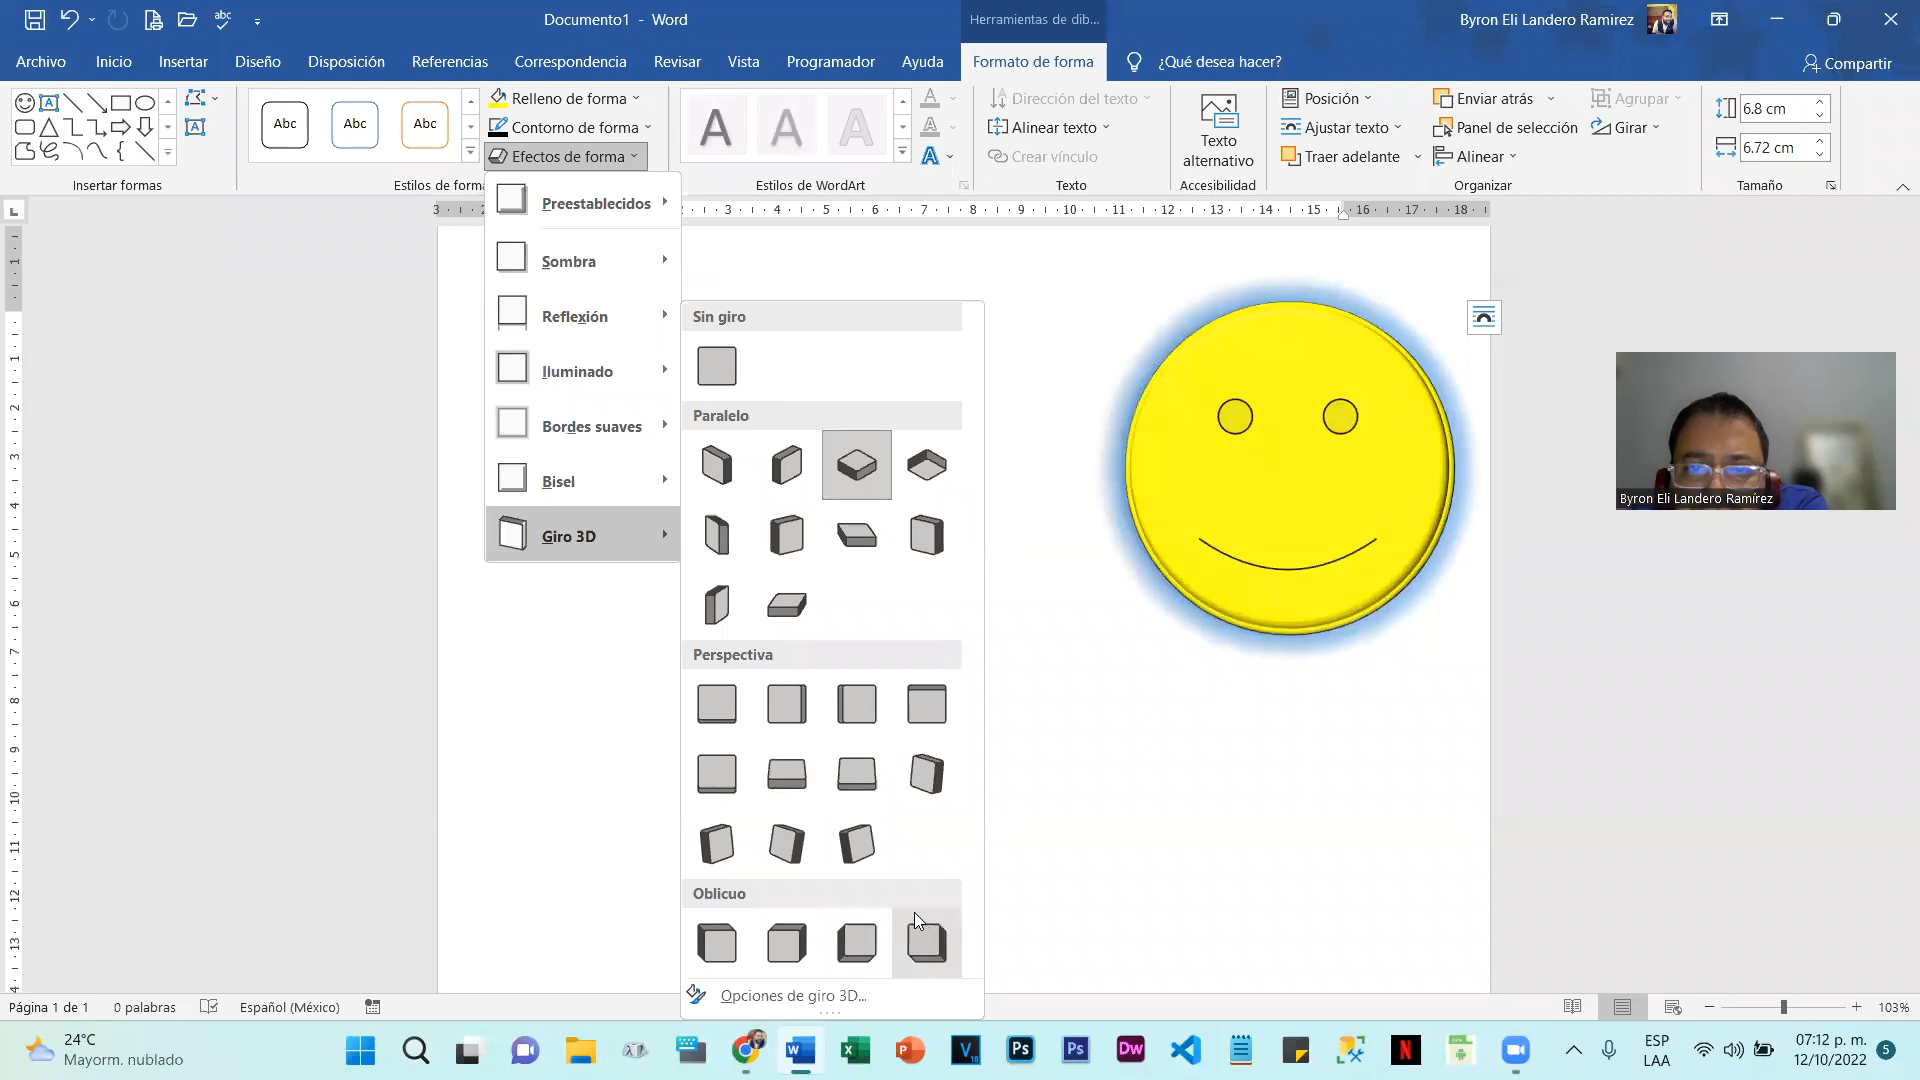 Documento1 - Word
Herramientas de dib...
Byron Eli Landero Ramirez
Archivo
Inicio
Insertar
Diseño
Disposición
Referencias
Correspondencia
Revisar
Vista
Programador
Ayuda
Formato de forma
¿Qué desea hacer?
Compartir
Abc
Abc
Abc
Relleno de forma
Contorno de forma
Efectos de forma
Dirección del texto
Alinear texto
Crear vínculo
Texto
alternativo
Posición
Ajustar texto
Traer adelante
Enviar atrás
Panel de selección
Alinear
Agrupar
Girar
6.8 cm
6.72 cm
Insertar formas
Estilos de form
Estilos de WordArt
Texto
Accesibilidad
Organizar
Tamaño
Preestablecidos
Sombra
Reflexión
Iluminado
Bordes suaves
Bisel
Giro 3D
Sin giro
Paralelo
Perspectiva
Oblicuo
Opciones de giro 3D...
Byron Eli Landero Ramírez
Página 1 de 1
0 palabras
Español (México)
103%
24°C
Mayorm. nublado
ESP
LAA
07:12 p. m.
12/10/2022
5